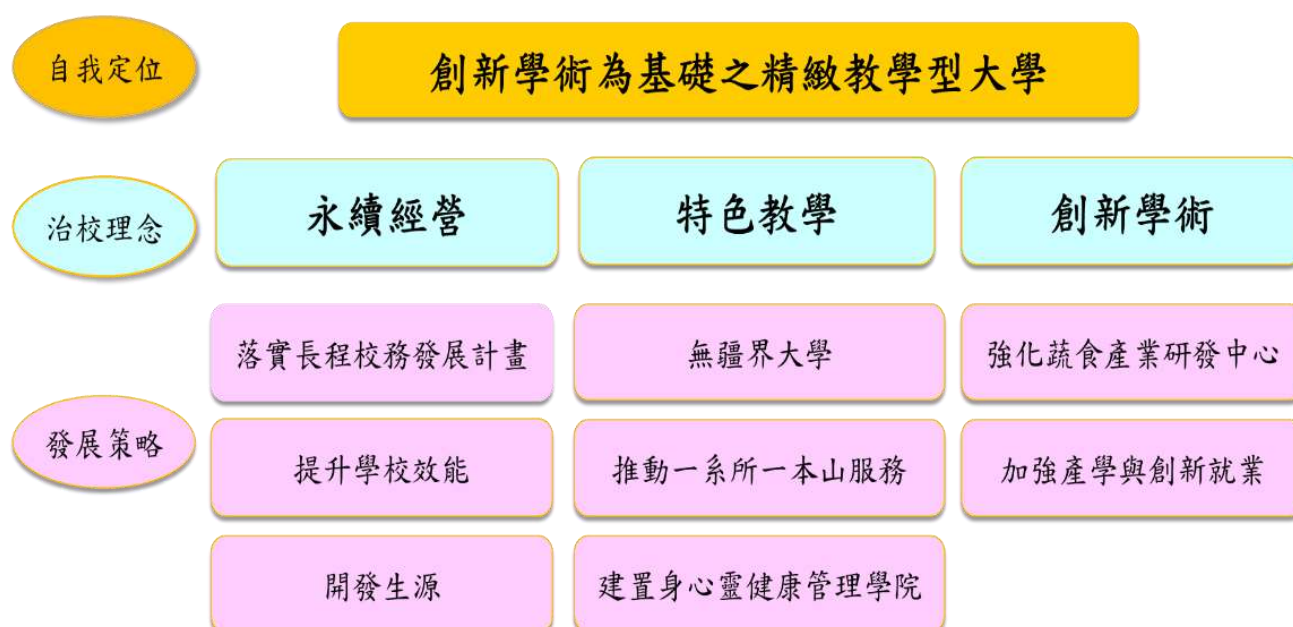 自我定位
創新學術為基礎之精緻教學型大學
治校理念
永續經營
特色教學
創新學術
發展策略
落實長程校務發展計畫
無疆界大學
強化蔬食產業研發中心
提升學校效能
推動一系所一本山服務
加強產學與創新就業
開發生源
建置身心靈健康管理學院